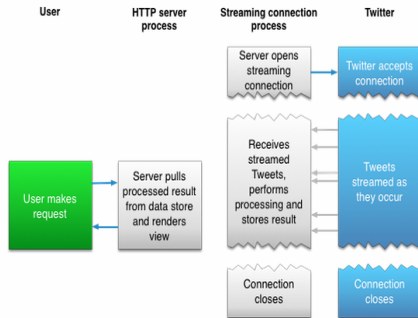 User
HTTP server
process
Streaming connection
process
Twitter
Server opens
streaming
connection
Twitter accepts
connection
User makes
request
Server pulls
processed result
from data store
and renders
view
Receives
streamed
Tweets,
performs
processing and
stores result
Tweets
streamed as
they occur
Connection
closes
Connection
closes